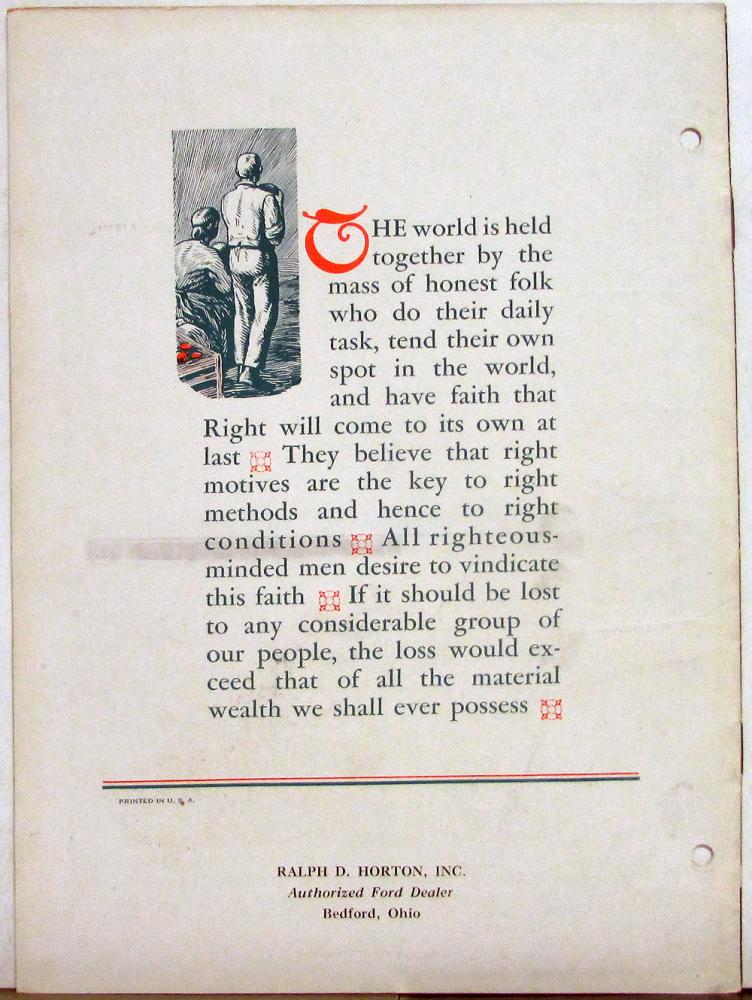 THE world is held
together by the
mass of honest folk
who do their daily
task, tend their own
spot in the world,
and have faith that
Right will come to its own at
last They believe that right
motives are the key to right
methods and hence to right
conditions All righteous-
minded men desire to vindicate
this faith If it should be lost
to any considerable group of
our people, the loss would ex-
ceed that of all the material
wealth we shall ever possess
PRINTED IN U. S. A.
RALPH D. HORTON, INC.
Authorized Ford Dealer
Bedford, Ohio